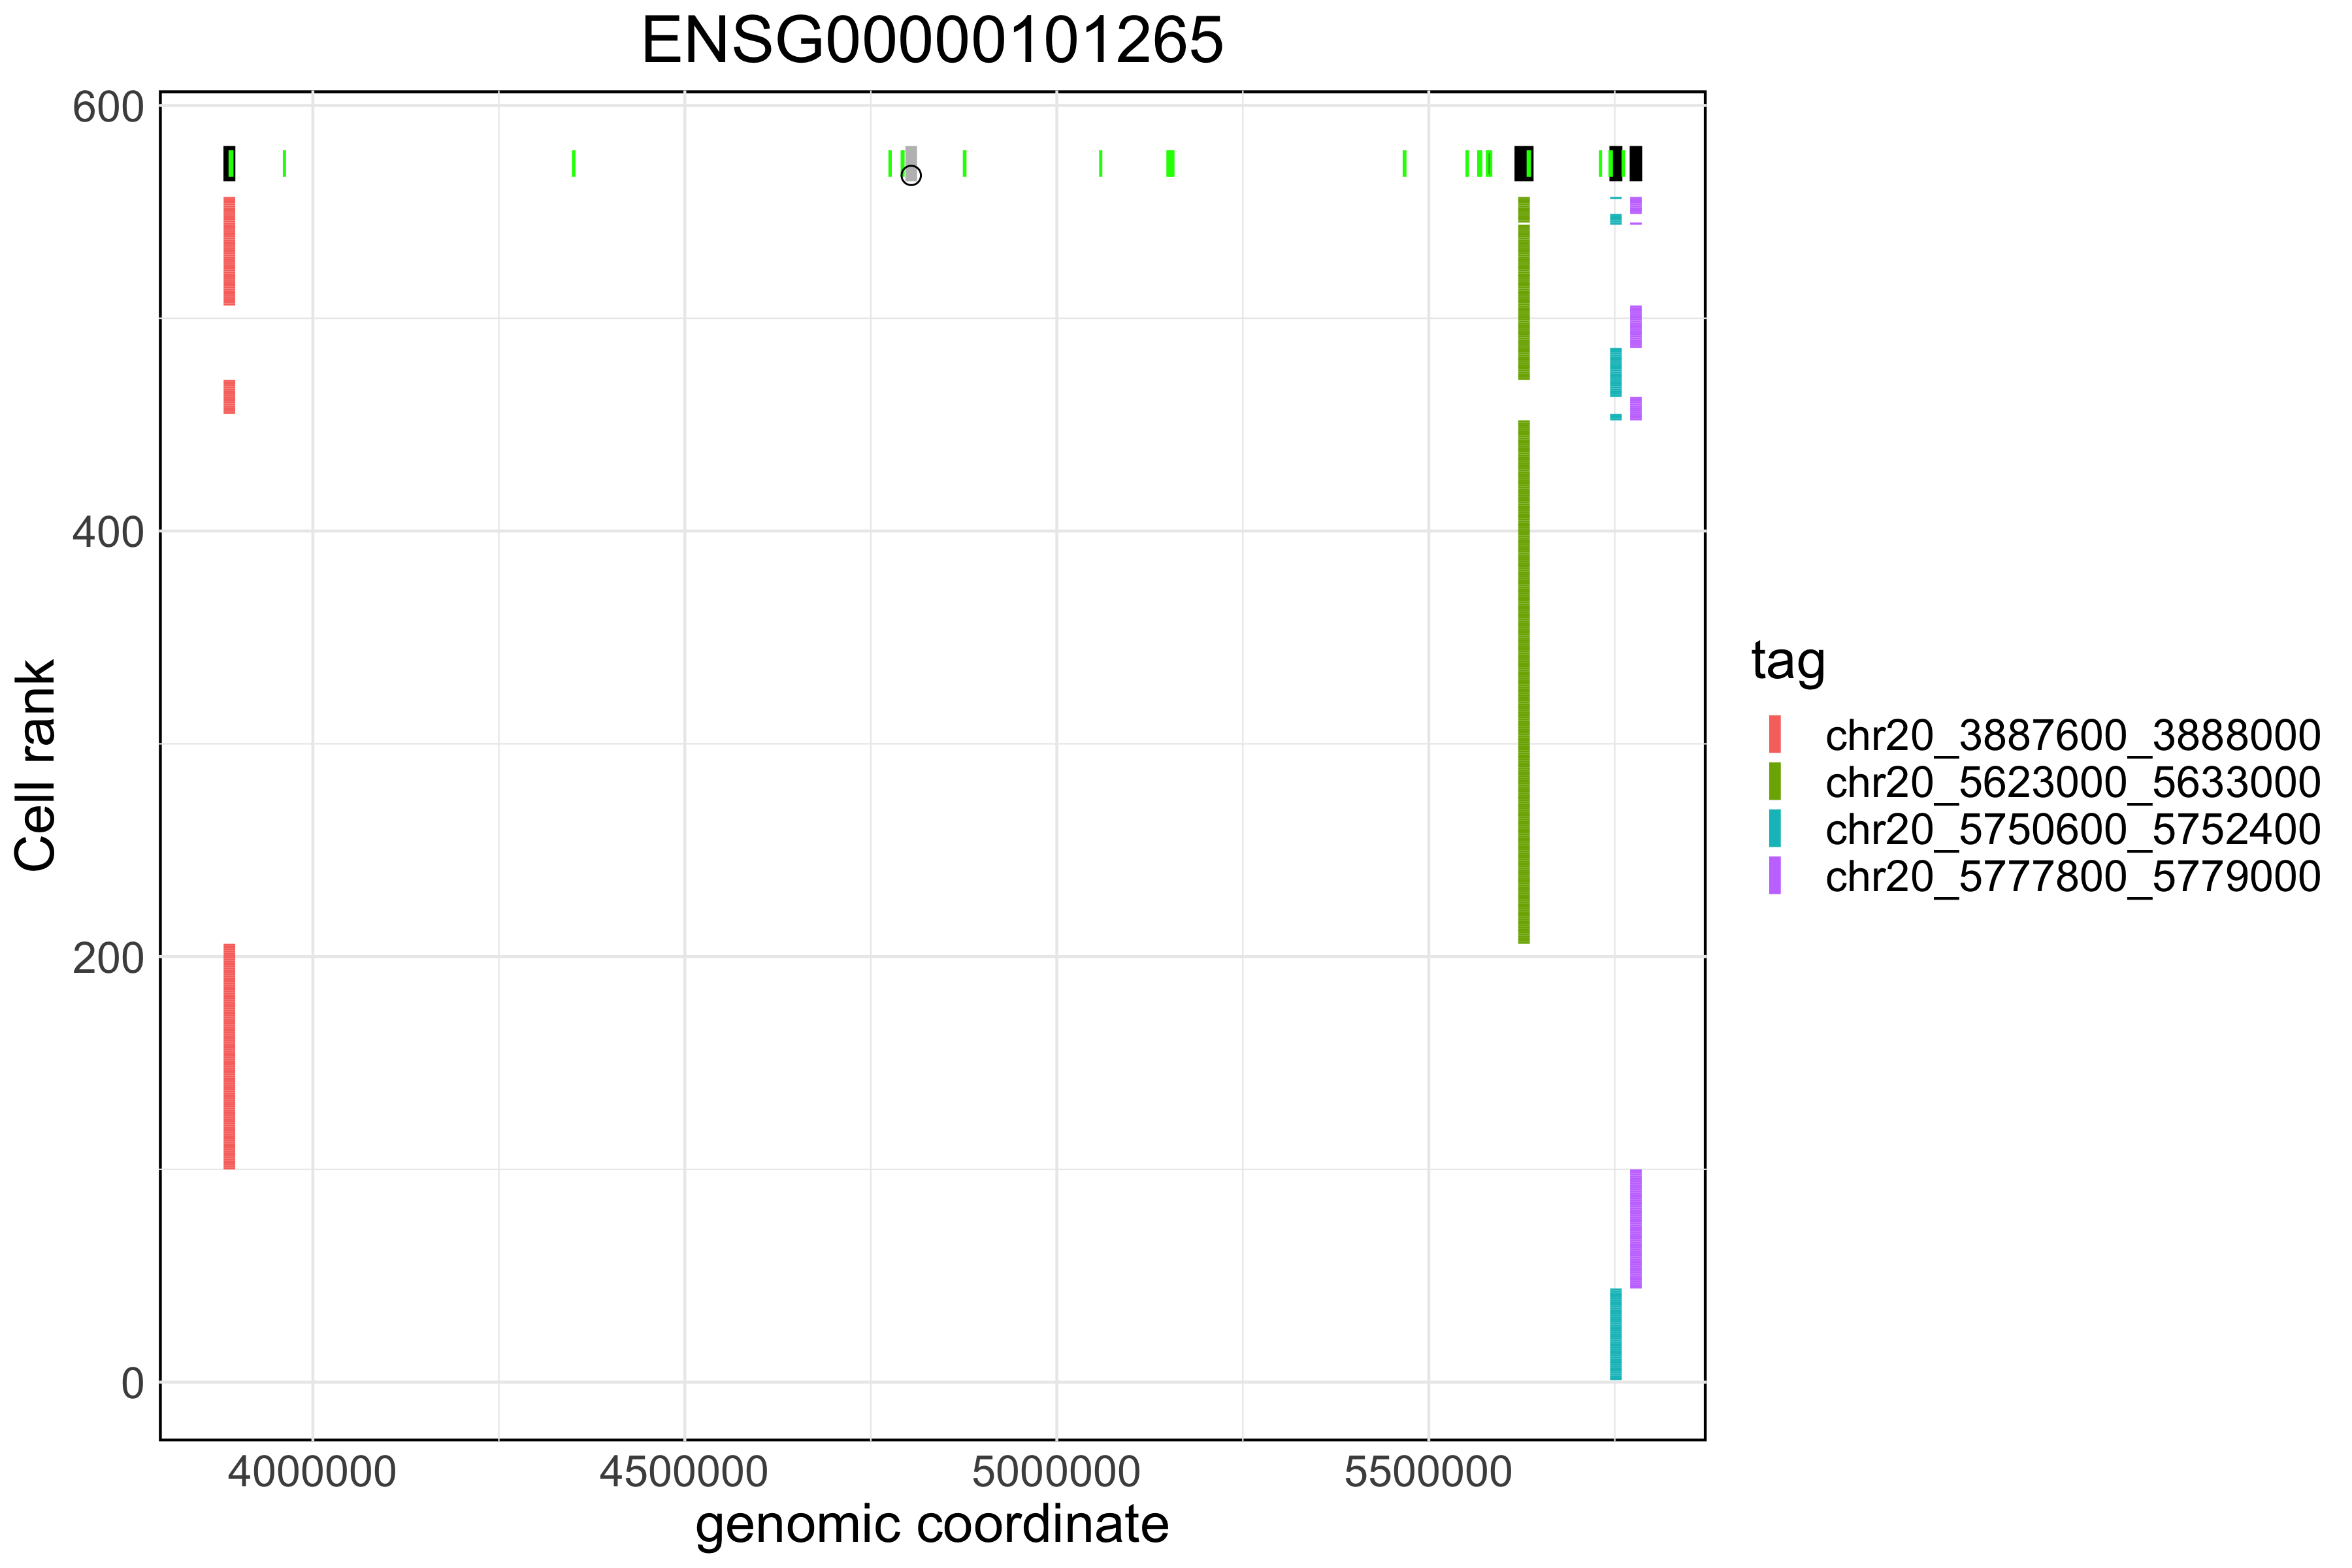 ENSG00000101265
600
400
200
0
Cell rank
4000000 4500000 5000000 5500000
genomic coordinate
tag
chr20_3887600_3888000
chr20_5623000_5633000
chr20_5750600_5752400
chr20_5777800_5779000